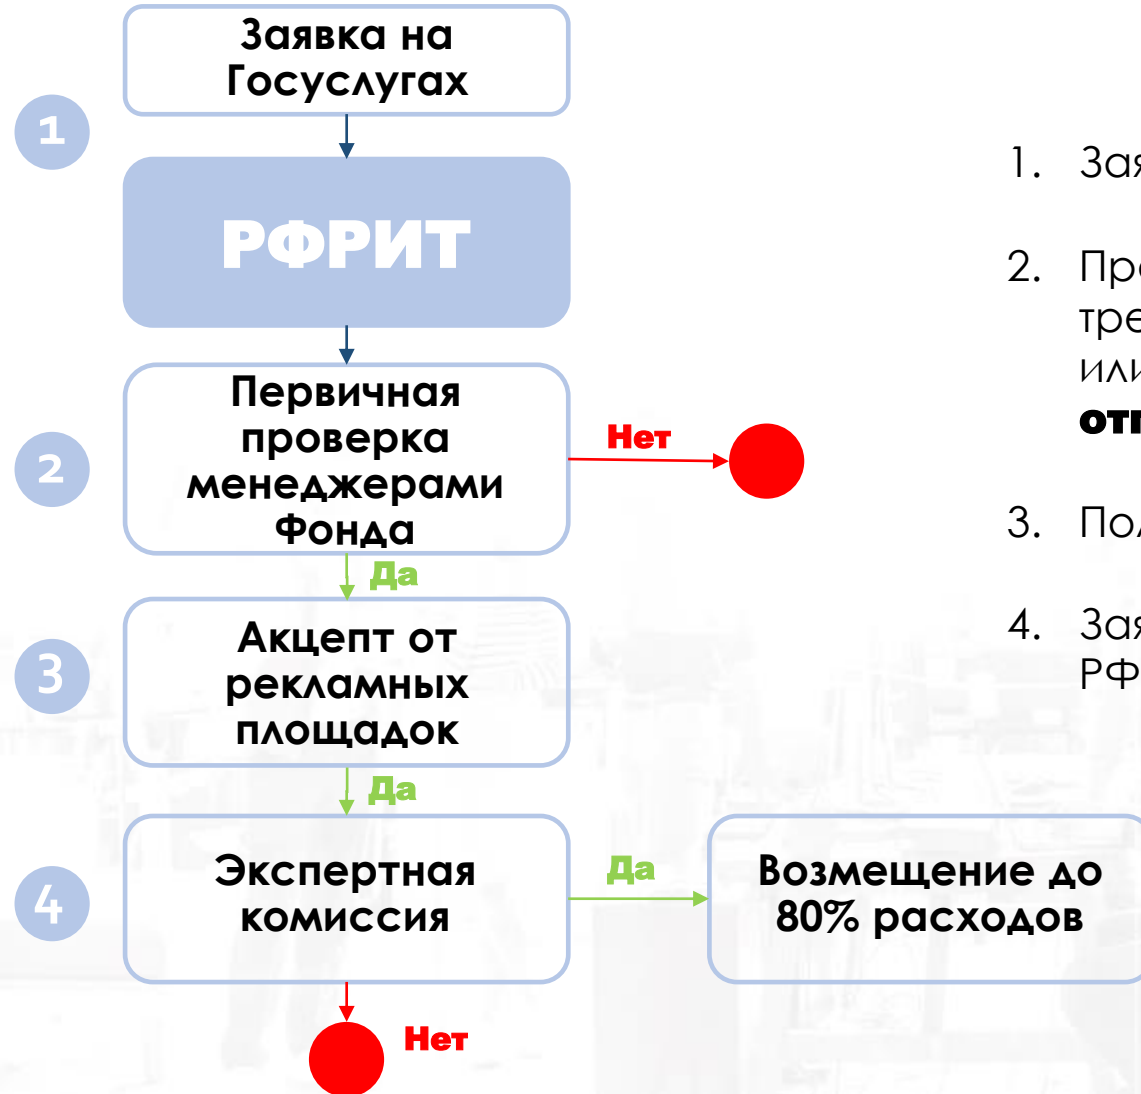 Заявка на
Госуслугах
1
РФРИТ
Первичная
проверка
менеджерами
Фонда
Нет
2
Да
Акцепт от
рекламных
площадок
3
Да
Экспертная
комиссия
4
Да
Возмещение до
80% расходов
Нет
1.
2.
или
3.
4.